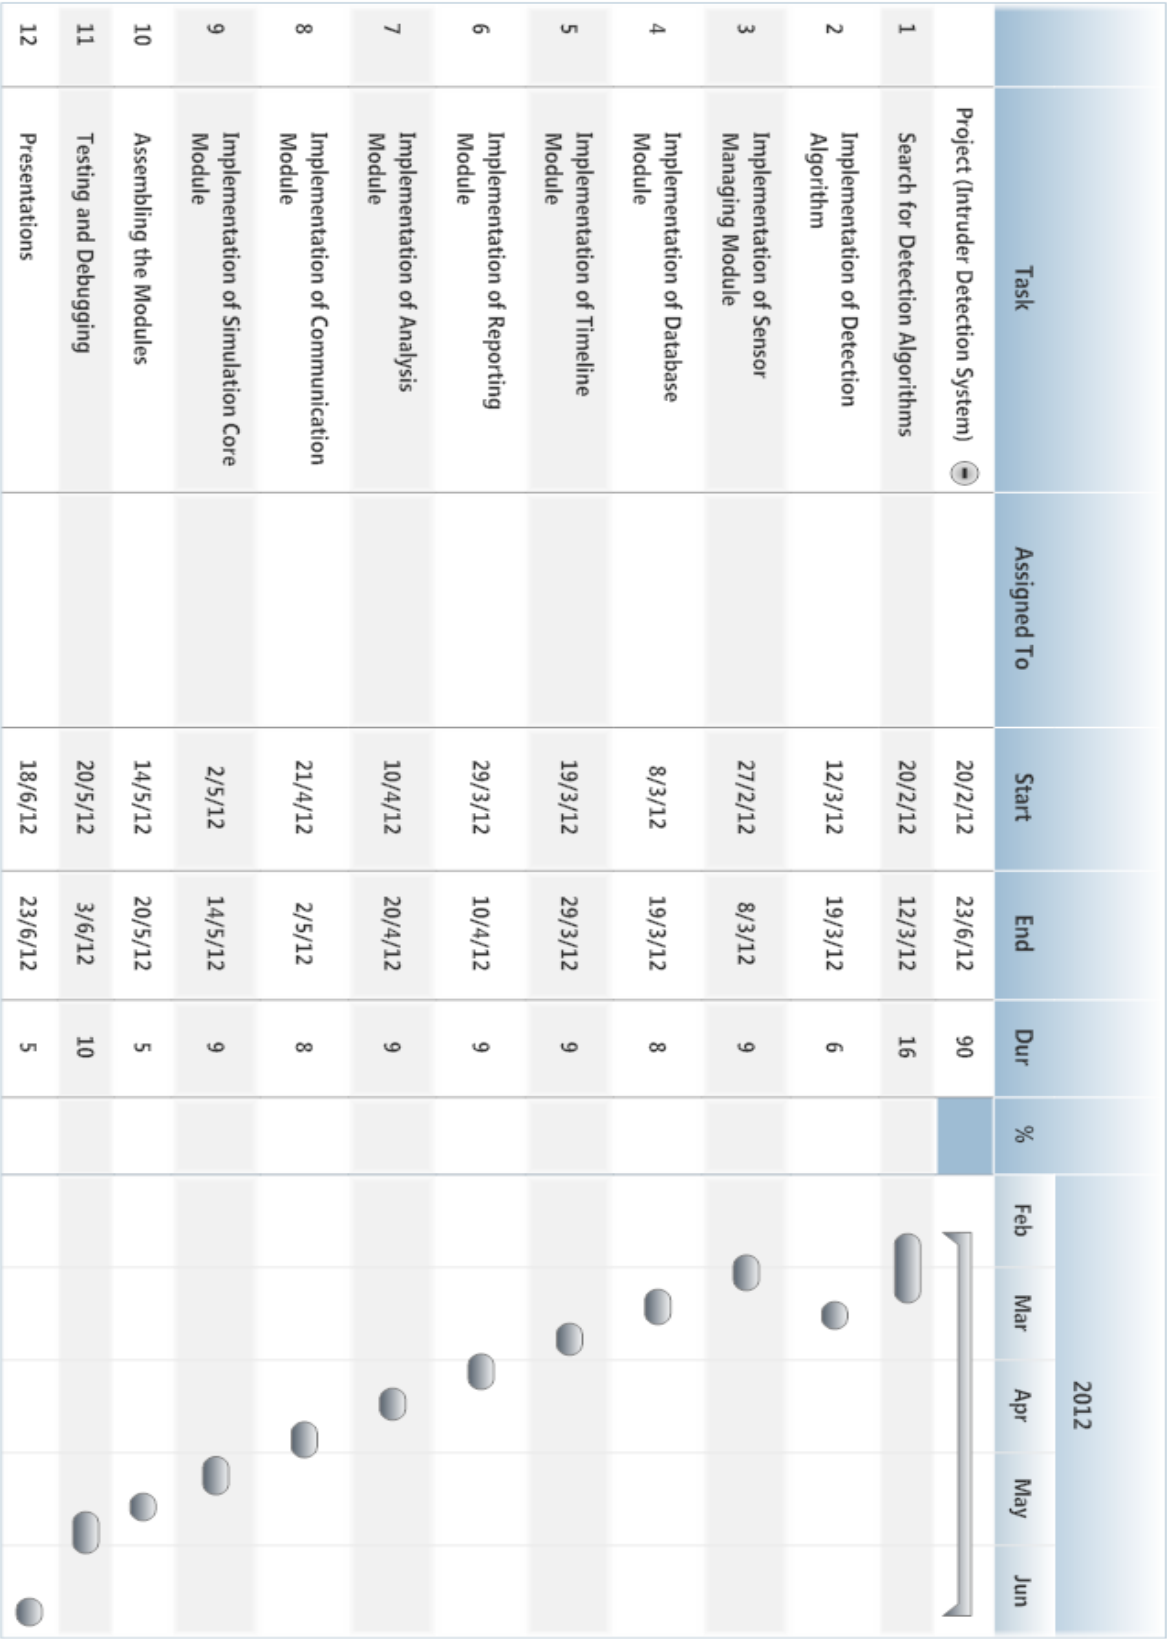 2012
Task Assigned To Start End Dur % Feb Mar Apr May Jun
Project (Intruder Detection System) 20/2/12 23/6/12 90
1 Search for Detection Algorithms 20/2/12 12/3/12 16
2 Implementation of Detection
Algorithm 12/3/12 19/3/12 6
3 Implementation of Sensor
Managing Module 27/2/12 8/3/12 9
4 Implementation of Database
Module 8/3/12 19/3/12 8
5 Implementation of Timeline
Module 19/3/12 29/3/12 9
6 Implementation of Reporting
Module 29/3/12 10/4/12 9
7 Implementation of Analysis
Module 10/4/12 20/4/12 9
8 Implementation of Communication
Module 21/4/12 2/5/12 8
9 Implementation of Simulation Core
Module 2/5/12 14/5/12 9
10 Assembling the Modules 14/5/12 20/5/12 5
11 Testing and Debugging 20/5/12 3/6/12 10
12 Presentations 18/6/12 23/6/12 5